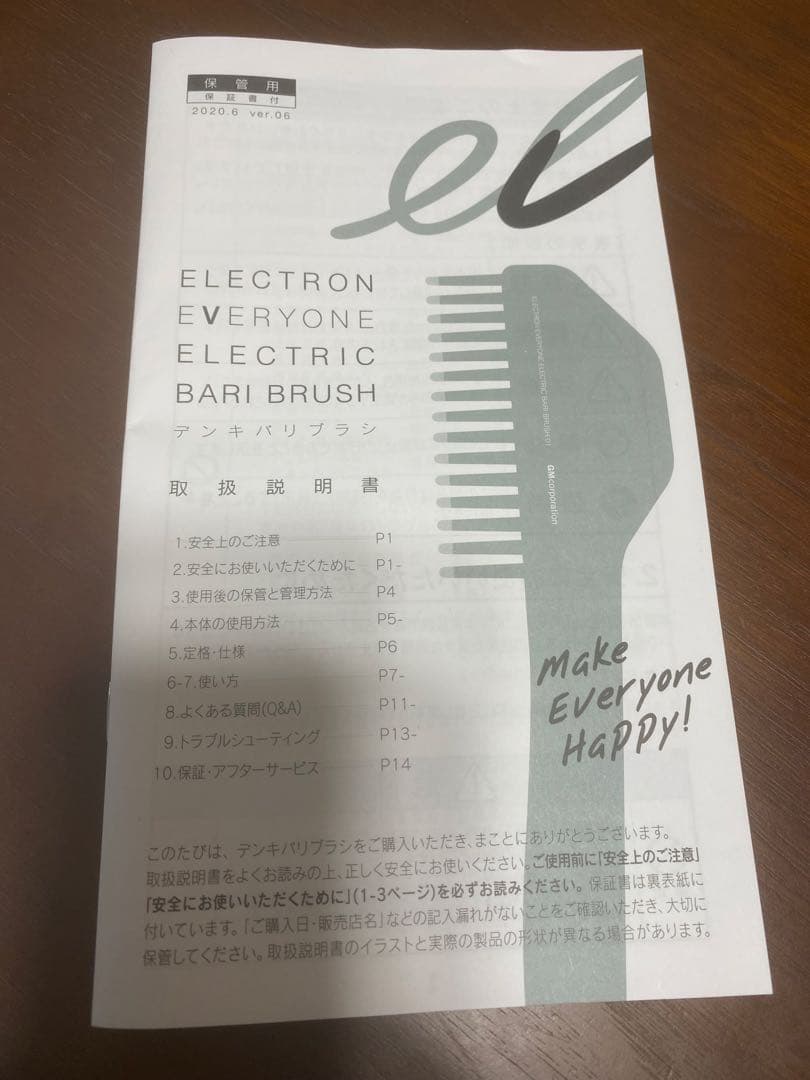 保管用
保証書付
2020.6 ver.06
el
ELECTRON
EVERYONE
ELECTRIC
BARI BRUSH
デンキバリブラシ
取扱説明書
1.安全上のご注意 P1
2.安全にお使いいただくために P1-
3.使用後の保管と管理方法 P4
4.本体の使用方法 P5-
5.定格・仕様 P6
6-7.使い方 P7-
8.よくある質問(Q&A) P11-
9.トラブルシューティング P13-
10.保証・アフターサービス P14
ELECTRON EVERYONE ELECTRIC BARI BRUSH
GMcorporation
make
Everyone
Happy!
このたびは、デンキバリブラシをご購入いただき、まことにありがとうございます。
取扱説明書をよくお読みの上、正しく安全にお使いください。ご使用前に「安全上のご注意」
「安全にお使いいただくために」(1-3ページ)を必ずお読みください。保証書は裏表紙に
付いています。「ご購入日・販売店名」などの記入漏れがないことをご確認いただき、大切に
保管してください。取扱説明書のイラストと実際の製品の形状が異なる場合があります。